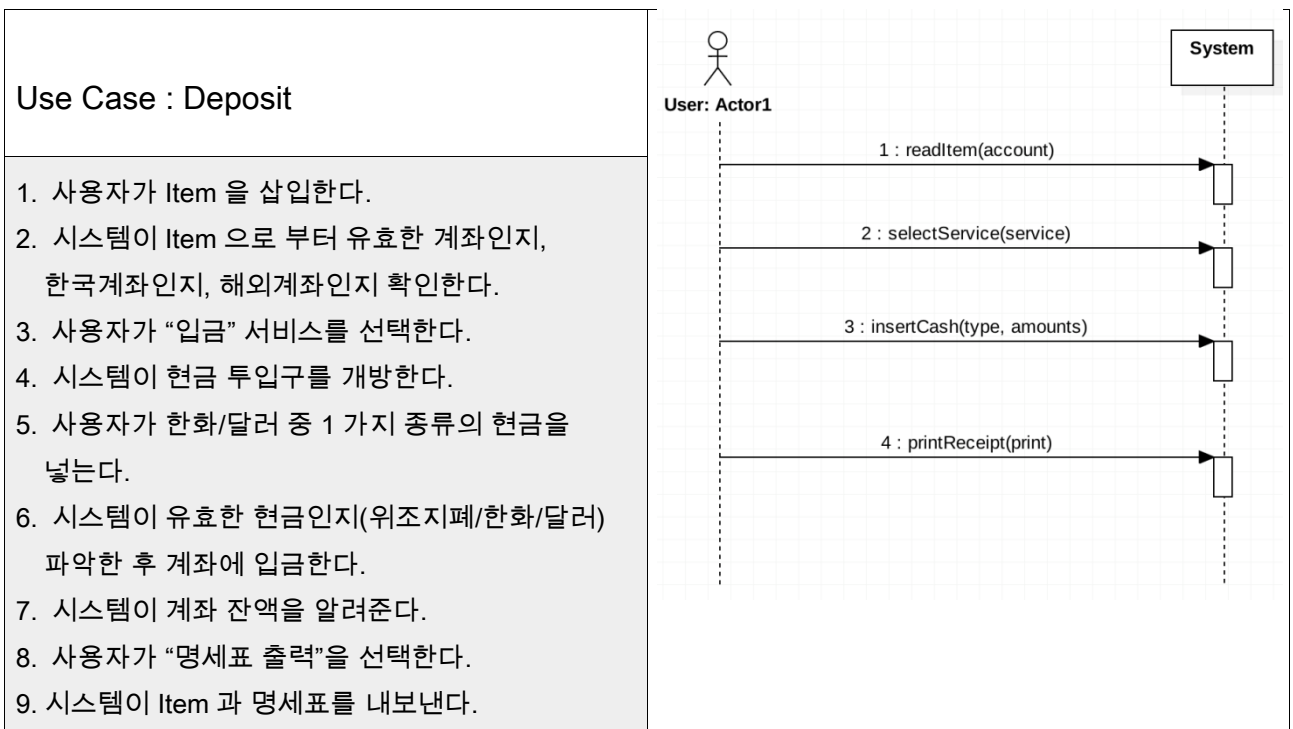 Use Case : Deposit
1. 사용자가 Item 을 삽입한다.
2. 시스템이 Item 으로 부터 유효한 계좌인지,
한국계좌인지, 해외계좌인지 확인한다.
3. 사용자가 “입금” 서비스를 선택한다.
4. 시스템이 현금 투입구를 개방한다.
5. 사용자가 한화/달러 중 1 가지 종류의 현금을
넣는다.
6. 시스템이 유효한 현금인지(위조지폐/한화/달러)
파악한 후 계좌에 입금한다.
7. 시스템이 계좌 잔액을 알려준다.
8. 사용자가 “명세표 출력”을 선택한다.
9. 시스템이 Item 과 명세표를 내보낸다.
User: Actor1
System
1 : readItem(account)
2 : selectService(service)
3 : insertCash(type, amounts)
4 : printReceipt(print)